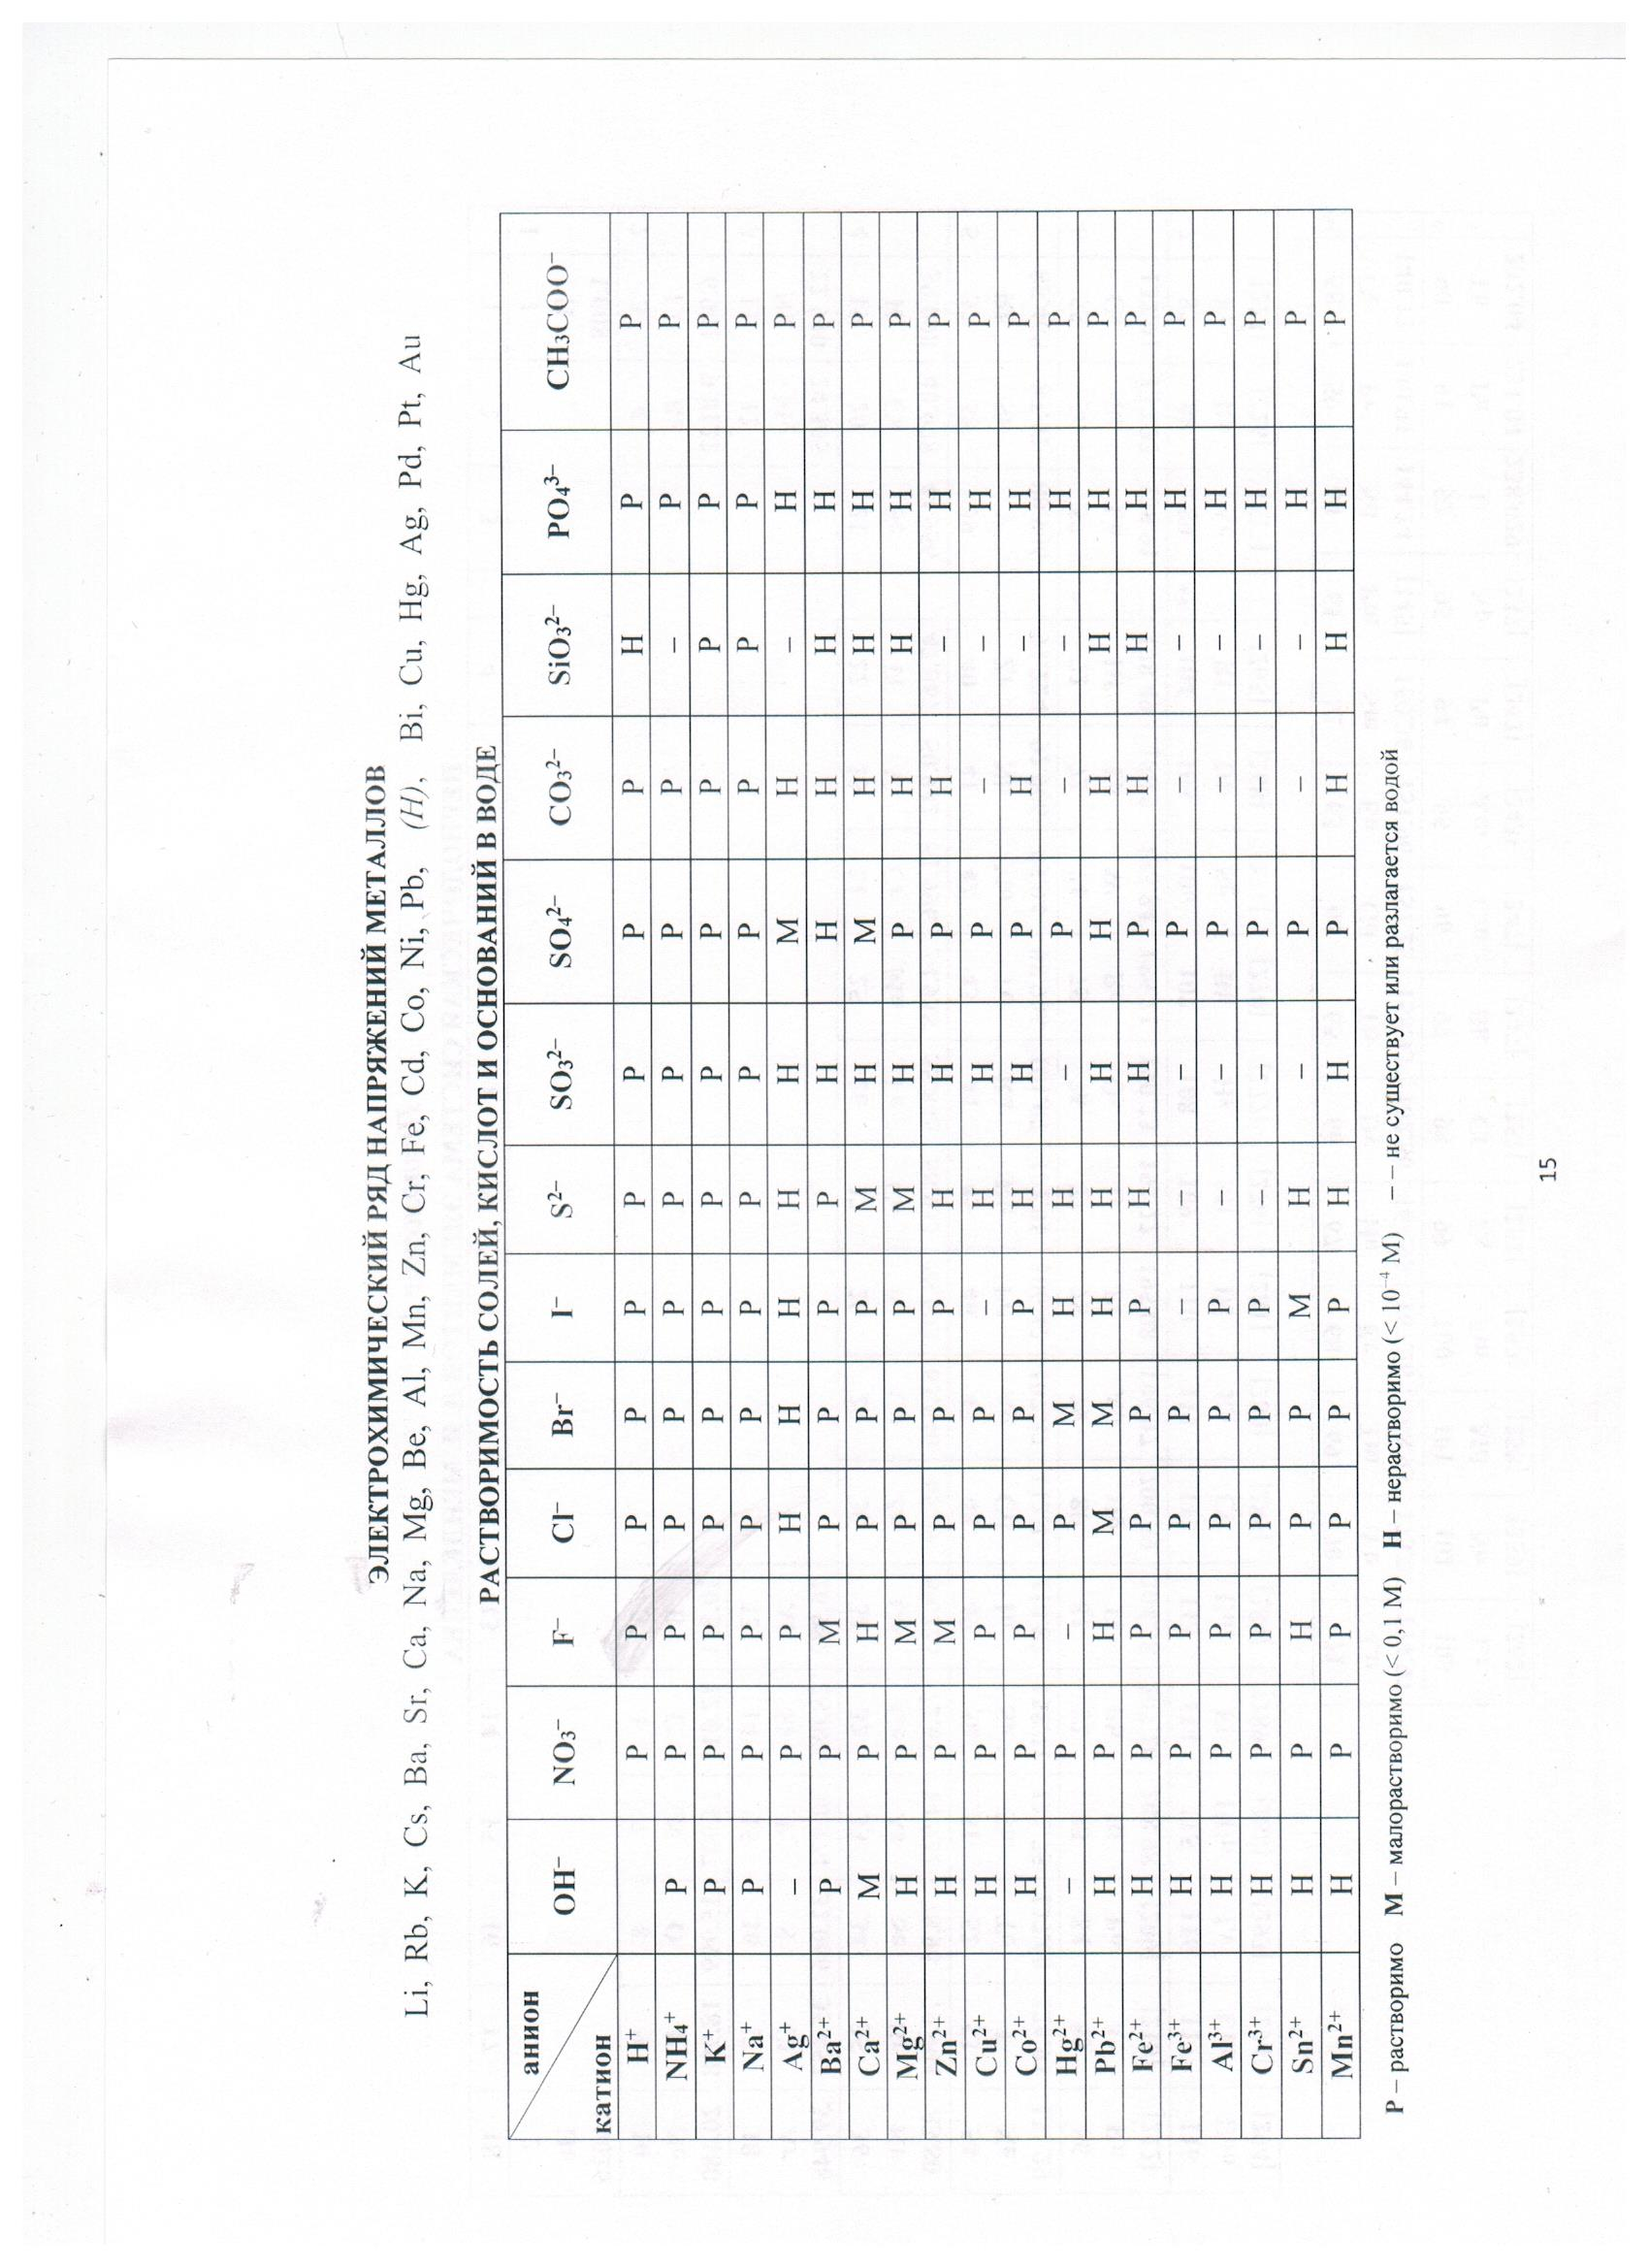 ЭЛЕКТРОХИМИЧЕСКИЙ РЯД НАПРЯЖЕНИЙ МЕТАЛЛОВ
Li, Rb, K, Cs, Ba, Sr, Ca, Na, Mg, Be, Al, Mn, Zn, Cr, Fe, Cd, Co, Ni, Pb, (H), Bi, Cu, Hg, Ag, Pd, Pt, Au
РАСТВОРИМОСТЬ СОЛЕЙ, КИСЛОТ И ОСНОВАНИЙ В ВОДЕ
анион
катион OH⁻ NO₃⁻ F⁻ Cl⁻ Br⁻ I⁻ S²⁻ SO₃²⁻ SO₄²⁻ CO₃²⁻ SiO₃²⁻ PO₄³⁻ CH₃COO⁻
H⁺ Р Р Р Р Р Р Р Р Р Н Р Р
NH₄⁺ Р Р Р Р Р Р Р Р Р Р – Р Р
K⁺ Р Р Р Р Р Р Р Р Р Р Р Р Р
Na⁺ Р Р Р Р Р Р Р Р Р Р Р Р Р
Ag⁺ – Р Р Н Н Н Н Н М Н – Н Р
Ba²⁺ Р Р М Р Р Р Р Н Н Н Н Н Р
Ca²⁺ М Р Н Р Р Р М Н М Н Н Н Р
Mg²⁺ Н Р М Р Р Р М Н Р Н Н Н Р
Zn²⁺ Н Р М Р Р Р Н Н Р Н – Н Р
Cu²⁺ Н Р Р Р Р – Н Н Р – – Н Р
Co²⁺ Н Р Р Р Р Р Н Н Р Н – Н Р
Hg²⁺ – Р – Р М Н Н – Р – – Н Р
Pb²⁺ Н Р Н М М Н Н Н Н Н Н Н Р
Fe²⁺ Н Р Р Р Р Р Н Н Р Н Н Н Р
Fe³⁺ Н Р Р Р Р – – – Р – – Н Р
Al³⁺ Н Р Р Р Р Р – – Р – – Н Р
Cr³⁺ Н Р Р Р Р Р – – Р – – Н Р
Sn²⁺ Н Р Н Р Р М Н – Р – – Н Р
Mn²⁺ Н Р Р Р Р Р Н Н Р Н Н Н Р
Р – растворимо М – малорастворимо (< 0,1 М) Н – нерастворимо (< 10⁻⁴ М) – – не существует или разлагается водой
15